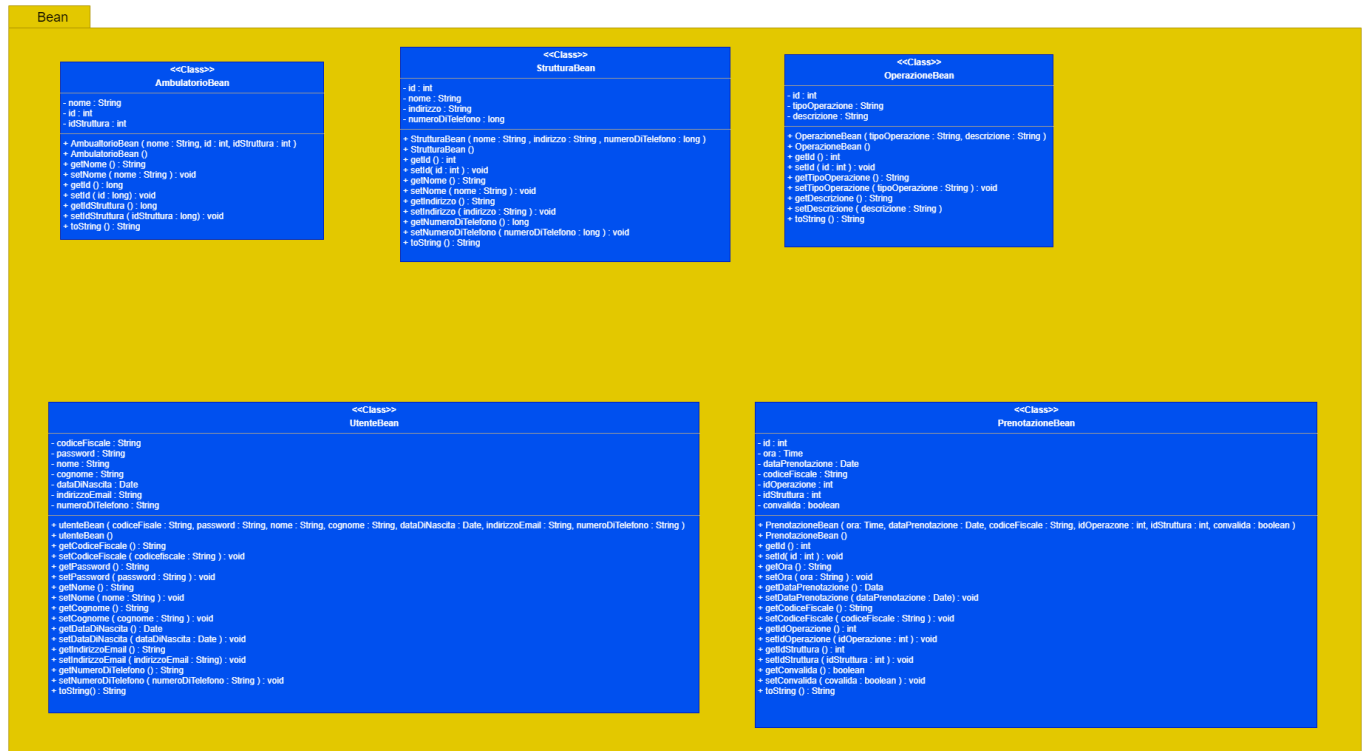 Bean
<<Class>>
AmbulatorioBean
- nome : String
- id : int
- idStruttura : int
+ AmbualtorioBean ( nome : String, id : int, idStruttura : int )
+ AmbulatorioBean ()
+ getNome () : String
+ setNome ( nome : String ) : void
+ getId () : long
+ setId ( id : long) : void
+ getIdStruttura () : long
+ setIdStruttura ( idStruttura : long) : void
+ toString () : String
<<Class>>
StrutturaBean
- id : int
- nome : String
- indirizzo : String
- numeroDiTelefono : long
+ StrutturaBean ( nome : String , indirizzo : String , numeroDiTelefono : long )
+ StrutturaBean ()
+ getId () : int
+ setId( id : int ) : void
+ getNome () : String
+ setNome ( nome : String ) : void
+ getIndirizzo () : String
+ setIndirizzo ( indirizzo : String ) : void
+ getNumeroDiTelefono () : long
+ setNumeroDiTelefono ( numeroDiTelefono : long ) : void
+ toString () : String
<<Class>>
OperazioneBean
- id : int
- tipoOperazione : String
- descrizione : String
+ OperazioneBean ( tipoOperazione : String, descrizione : String )
+ OperazioneBean ()
+ getId () : int
+ setId ( id : int ) : void
+ getTipoOperazione () : String
+ setTipoOperazione ( tipoOperazione : String ) : void
+ getDescrizione () : String
+ setDescrizione ( descrizione : String )
+ toString () : String
<<Class>>
UtenteBean
- codiceFiscale : String
- password : String
- nome : String
- cognome : String
- dataDiNascita : Date
- indirizzoEmail : String
- numeroDiTelefono : String
+ utenteBean ( codiceFisale : String, password : String, nome : String, cognome : String, dataDiNascita : Date, indirizzoEmail : String, numeroDiTelefono : String )
+ utenteBean ()
+ getCodiceFiscale () : String
+ setCodiceFiscale ( codicefiscale : String ) : void
+ getPassword () : String
+ setPassword ( password : String ) : void
+ getNome () : String
+ setNome ( nome : String ) : void
+ getCognome () : String
+ setCognome ( cognome : String ) : void
+ getDataDiNascita () : Date
+ setDataDiNascita ( dataDiNascita : Date ) : void
+ getIndirizzoEmail () : String
+ setIndirizzoEmail ( indirizzoEmail : String) : void
+ getNumeroDiTelefono () : String
+ setNumeroDiTelefono ( numeroDiTelefono : String ) : void
+ toString() : String
<<Class>>
PrenotazioneBean
- id : int
- ora : Time
- dataPrenotazione : Date
- codiceFiscale : String
- idOperazione : int
- idStruttura : int
- convalida : boolean
+ PrenotazioneBean ( ora: Time, dataPrenotazione : Date, codiceFiscale : String, idOperazone : int, idStruttura : int, convalida : boolean )
+ PrenotazioneBean ()
+ getId () : int
+ setId( id : int ) : void
+ getOra () : String
+ setOra ( ora : String ) : void
+ getDataPrenotazione () : Data
+ setDataPrenotazione ( dataPrenotazione : Date) : void
+ getCodiceFiscale () : String
+ setCodiceFiscale ( codiceFiscale : String ) : void
+ getIdOperazione () : int
+ setIdOperazione ( idOperazione : int ) : void
+ getIdStruttura () : int
+ setIdStruttura ( idStruttura : int ) : void
+ getConvalida () : boolean
+ setConvalida ( covalida : boolean ) : void
+ toString () : String